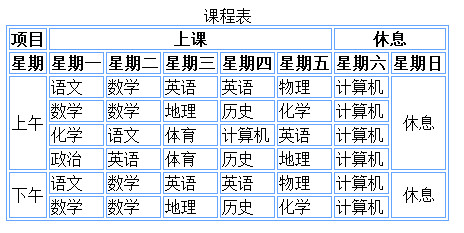 课程表
项目 上课 休息
星期 星期一 星期二 星期三 星期四 星期五 星期六 星期日
上午 语文 数学 英语 英语 物理 计算机 休息
数学 数学 地理 历史 化学 计算机
化学 语文 体育 计算机 英语 计算机
政治 英语 体育 历史 地理 计算机
下午 语文 数学 英语 英语 物理 计算机 休息
数学 数学 地理 历史 化学 计算机